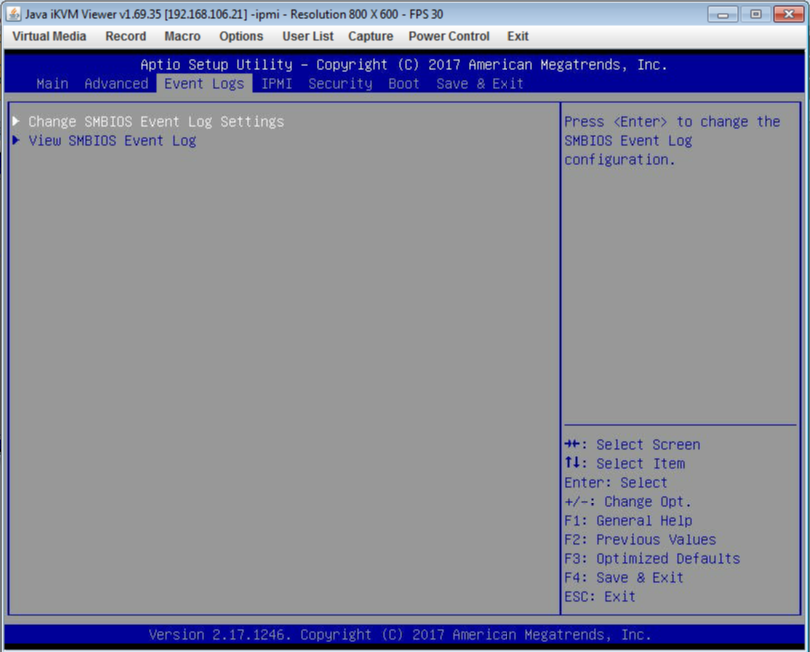 Java iKVM Viewer v1.69.35 [192.168.106.21] -ipmi - Resolution 800 X 600 - FPS 30
Virtual Media Record Macro Options User List Capture Power Control Exit
Aptio Setup Utility – Copyright (C) 2017 American Megatrends, Inc.
Main Advanced Event Logs IPMI Security Boot Save & Exit
Change SMBIOS Event Log Settings
View SMBIOS Event Log
Press <Enter> to change the
SMBIOS Event Log
configuration.
→←: Select Screen
↑↓: Select Item
Enter: Select
+/-: Change Opt.
F1: General Help
F2: Previous Values
F3: Optimized Defaults
F4: Save & Exit
ESC: Exit
Version 2.17.1246. Copyright (C) 2017 American Megatrends, Inc.